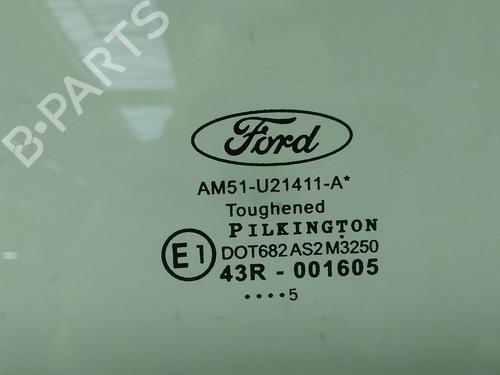 B-PARTS
Ford
AM51-U21411-A*
Toughened
PILKINGTON
E1
DOT682 AS2 M3250
43R - 001605
....5